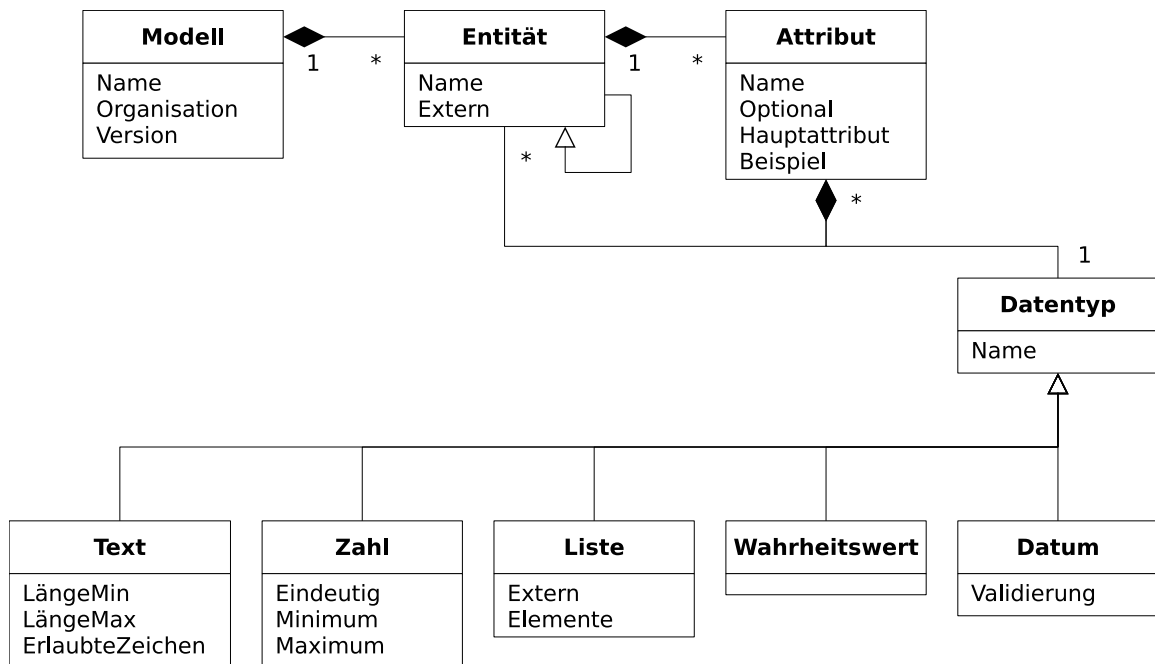 Modell
Name
Organisation
Version
1
*
Entität
Name
Extern
*
1
*
Attribut
Name
Optional
Hauptattribut
Beispiel
*
1
Datentyp
Name
Text
LängeMin
LängeMax
ErlaubteZeichen
Zahl
Eindeutig
Minimum
Maximum
Liste
Extern
Elemente
Wahrheitswert
Datum
Validierung